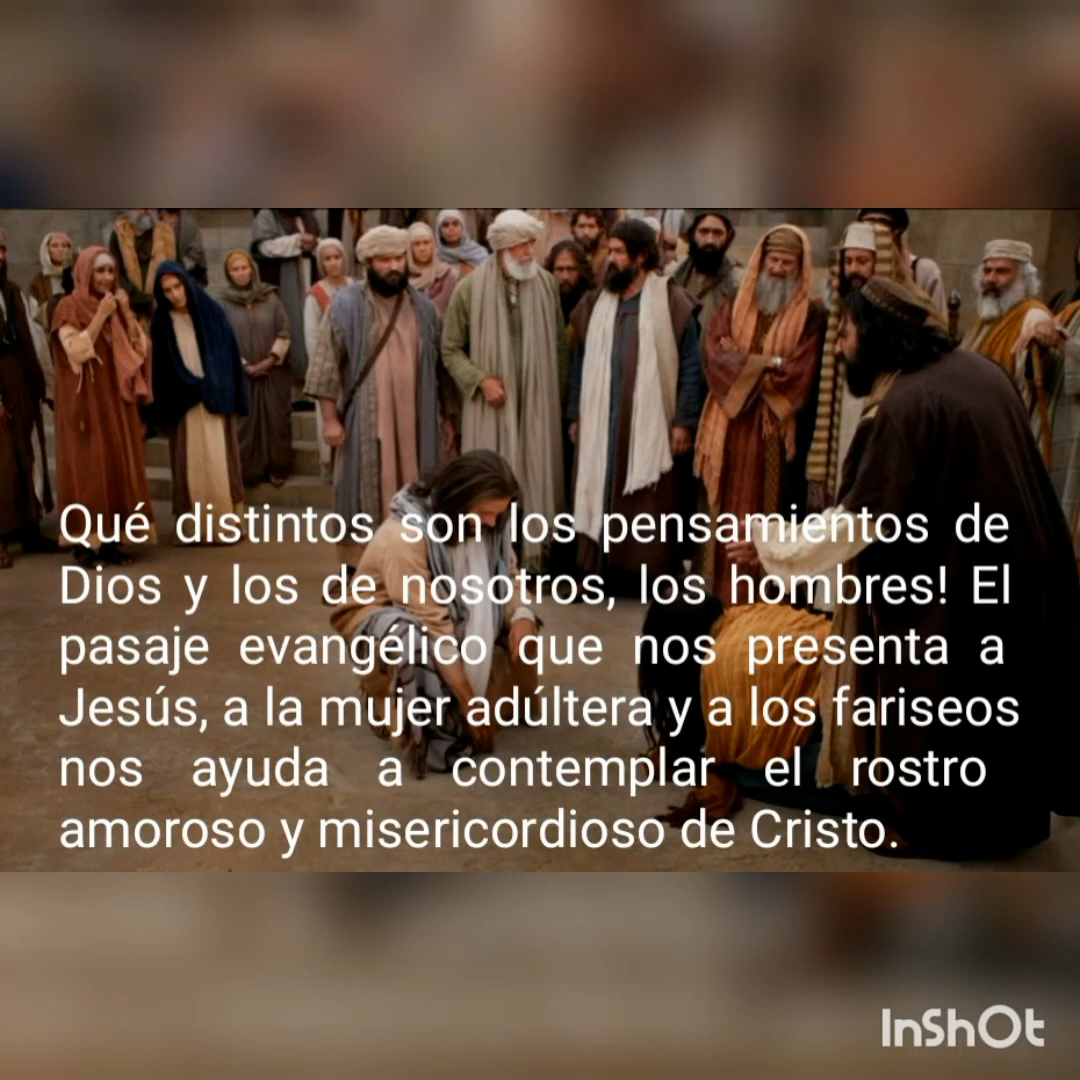 Qué distintos son los pensamientos de
Dios y los de nosotros, los hombres! El
pasaje evangélico que nos presenta a
Jesús, a la mujer adúltera y a los fariseos
nos ayuda a contemplar el rostro
amoroso y misericordioso de Cristo.
InShOt